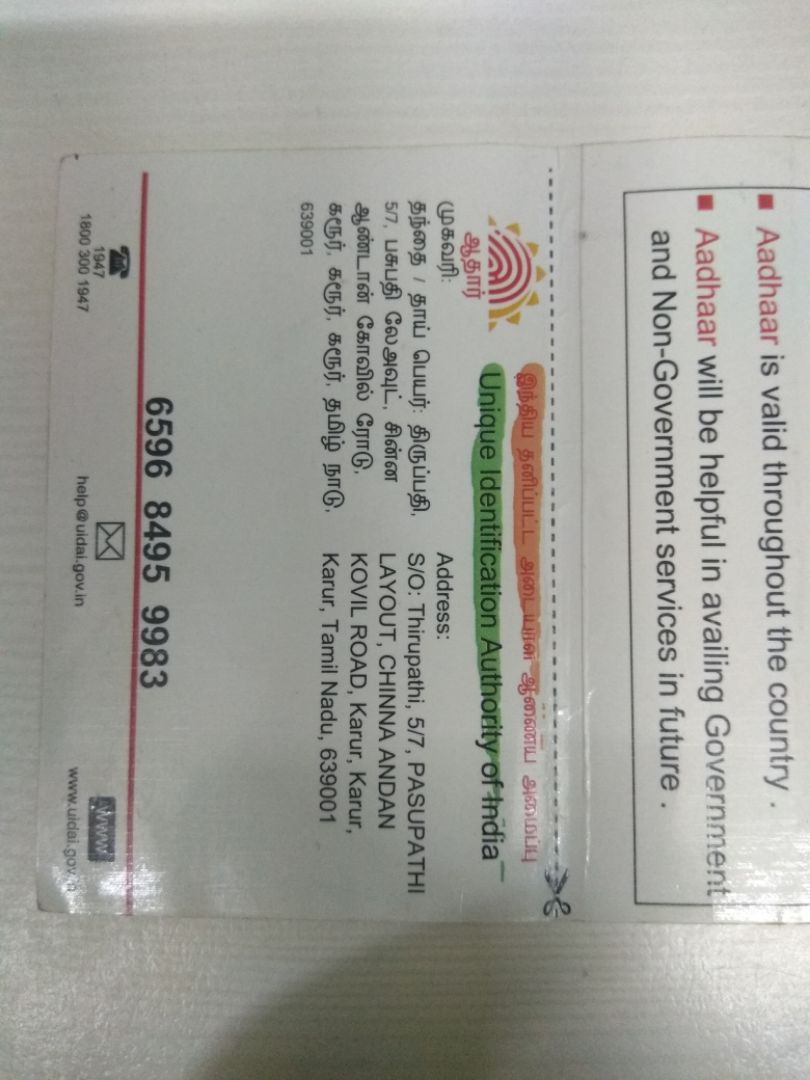 ■ Aadhaar is valid throughout the country .
■ Aadhaar will be helpful in availing Government
and Non-Government services in future .
இந்திய தனிப்பட்ட அடையாள ஆணைய அமைப்பு
Unique Identification Authority of India
ஆதார்
முகவரி:
தந்தை / தாய் பெயர்: திருப்பதி,
5/7, பசுபதி லேஅவுட், சின்ன
ஆண்டான் கோவில் ரோடு,
கரூர், கரூர், கரூர், தமிழ் நாடு,
639001
Address:
S/O: Thirupathi, 5/7, PASUPATHI
LAYOUT, CHINNA ANDAN
KOVIL ROAD, Karur, Karur,
Karur, Tamil Nadu, 639001
6596 8495 9983
1947
1800 300 1947
help@uidai.gov.in
www
www.uidai.gov.in